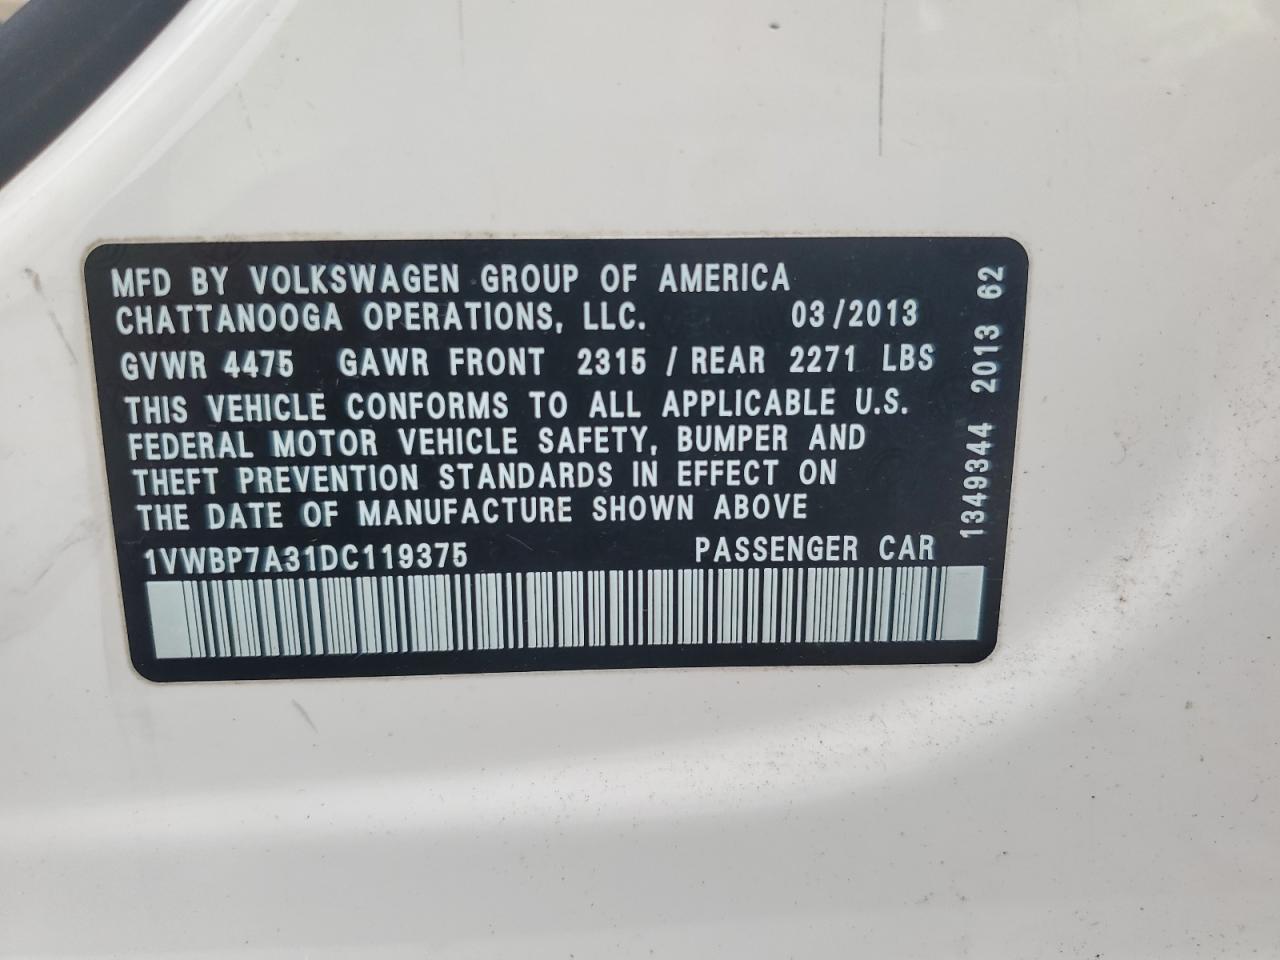 MFD BY VOLKSWAGEN GROUP OF AMERICA
CHATTANOOGA OPERATIONS, LLC. 03/2013
GVWR 4475 GAWR FRONT 2315 / REAR 2271 LBS
THIS VEHICLE CONFORMS TO ALL APPLICABLE U.S.
FEDERAL MOTOR VEHICLE SAFETY, BUMPER AND
THEFT PREVENTION STANDARDS IN EFFECT ON
THE DATE OF MANUFACTURE SHOWN ABOVE
1VWBP7A31DC119375 PASSENGER CAR
1349344 2013 62